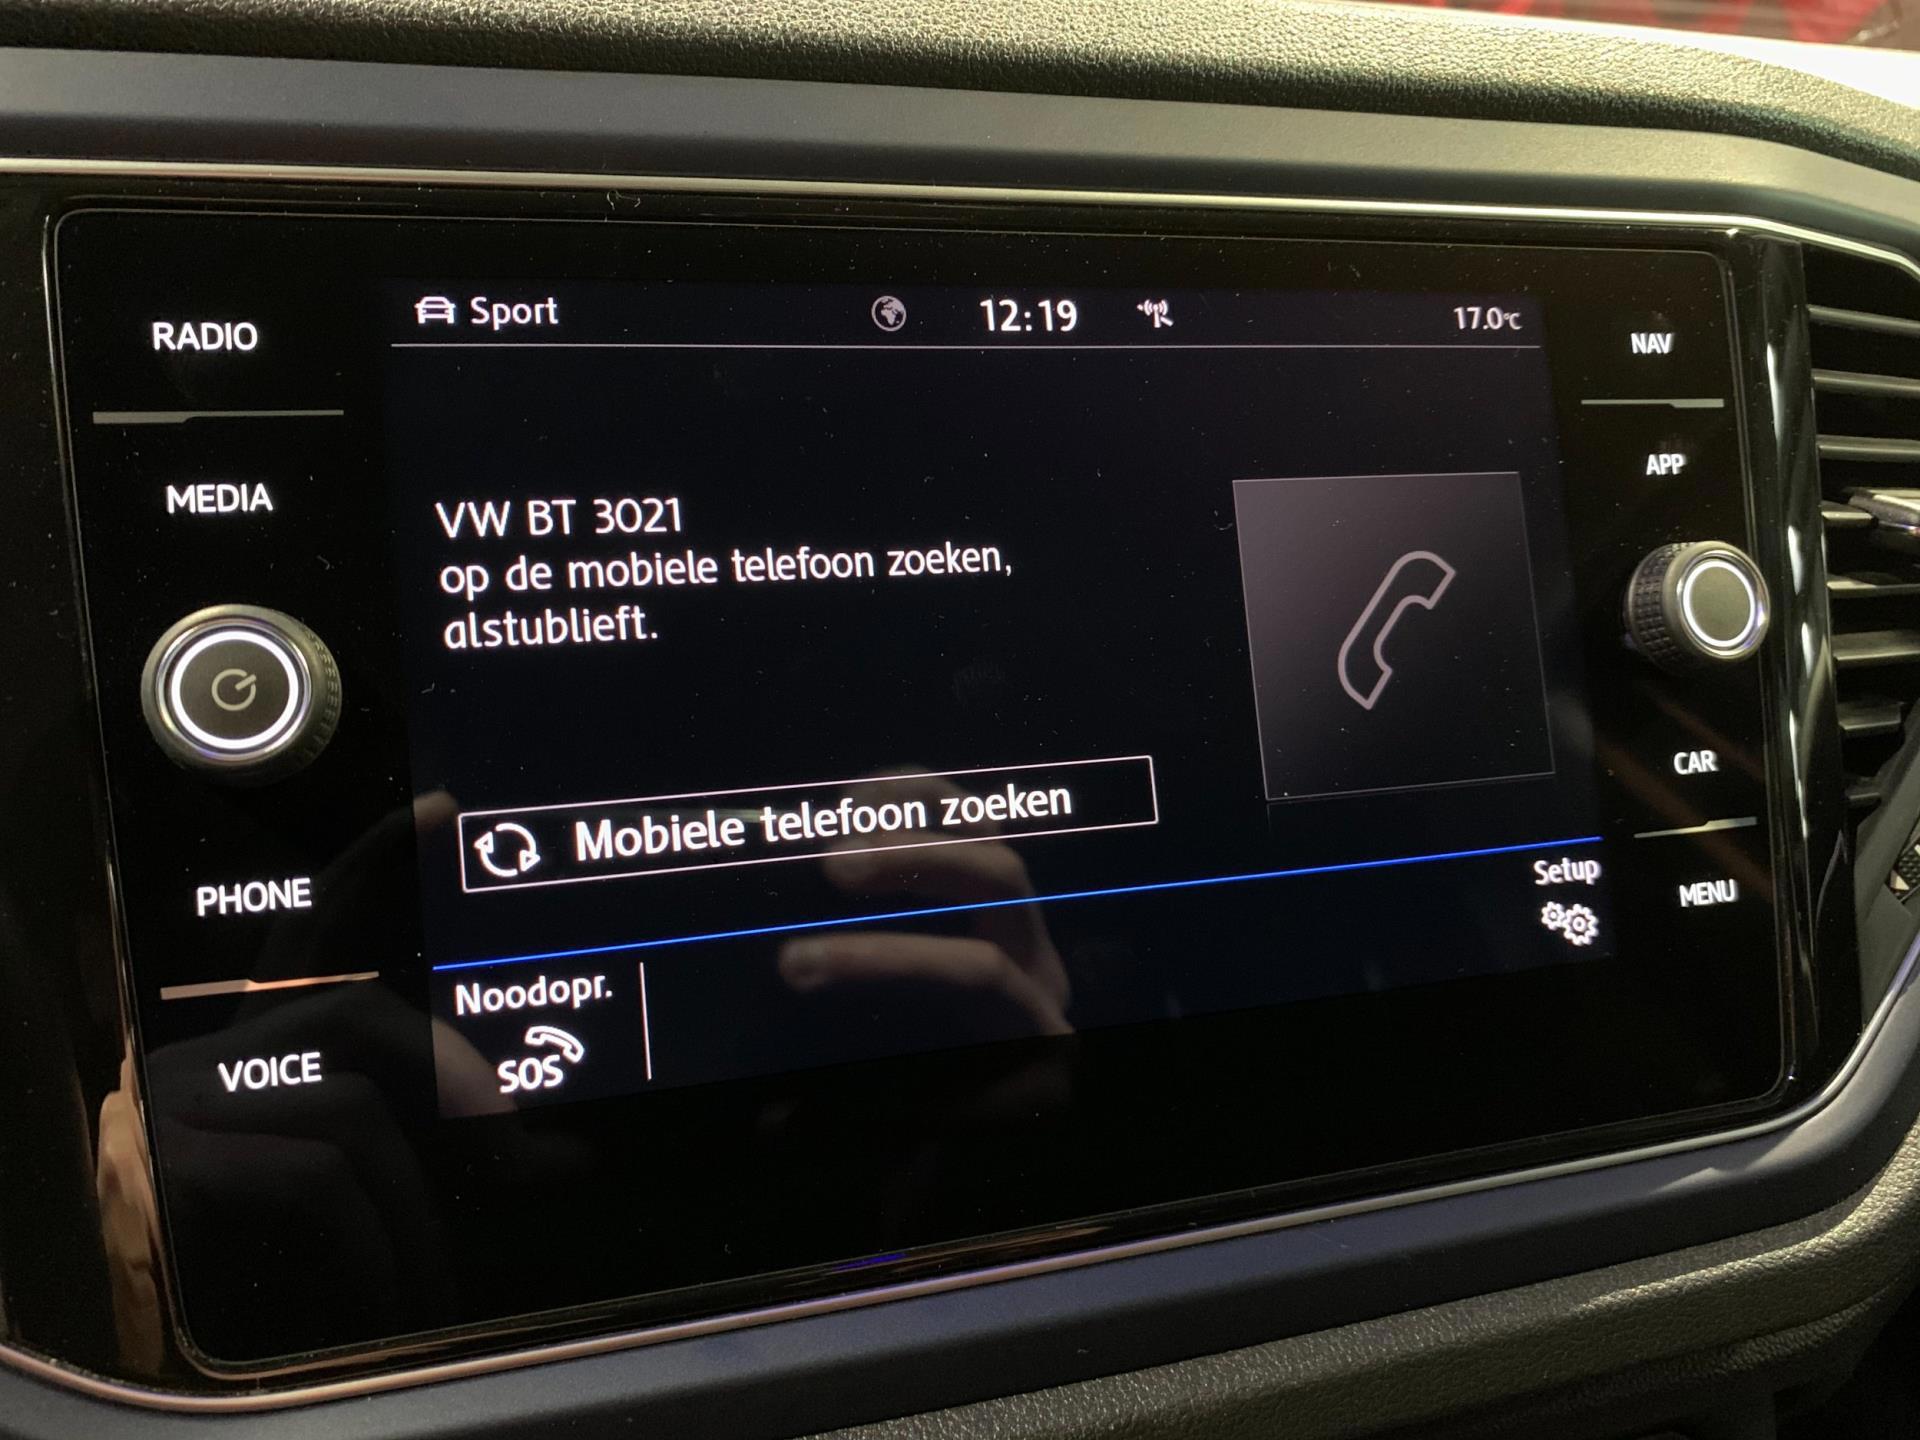 RADIO
MEDIA
PHONE
VOICE
Sport
12:19
17.0°C
VW BT 3021
op de mobiele telefoon zoeken,
alstublieft.
Mobiele telefoon zoeken
Setup
Noodopr.
SOS
NAV
APP
CAR
MENU